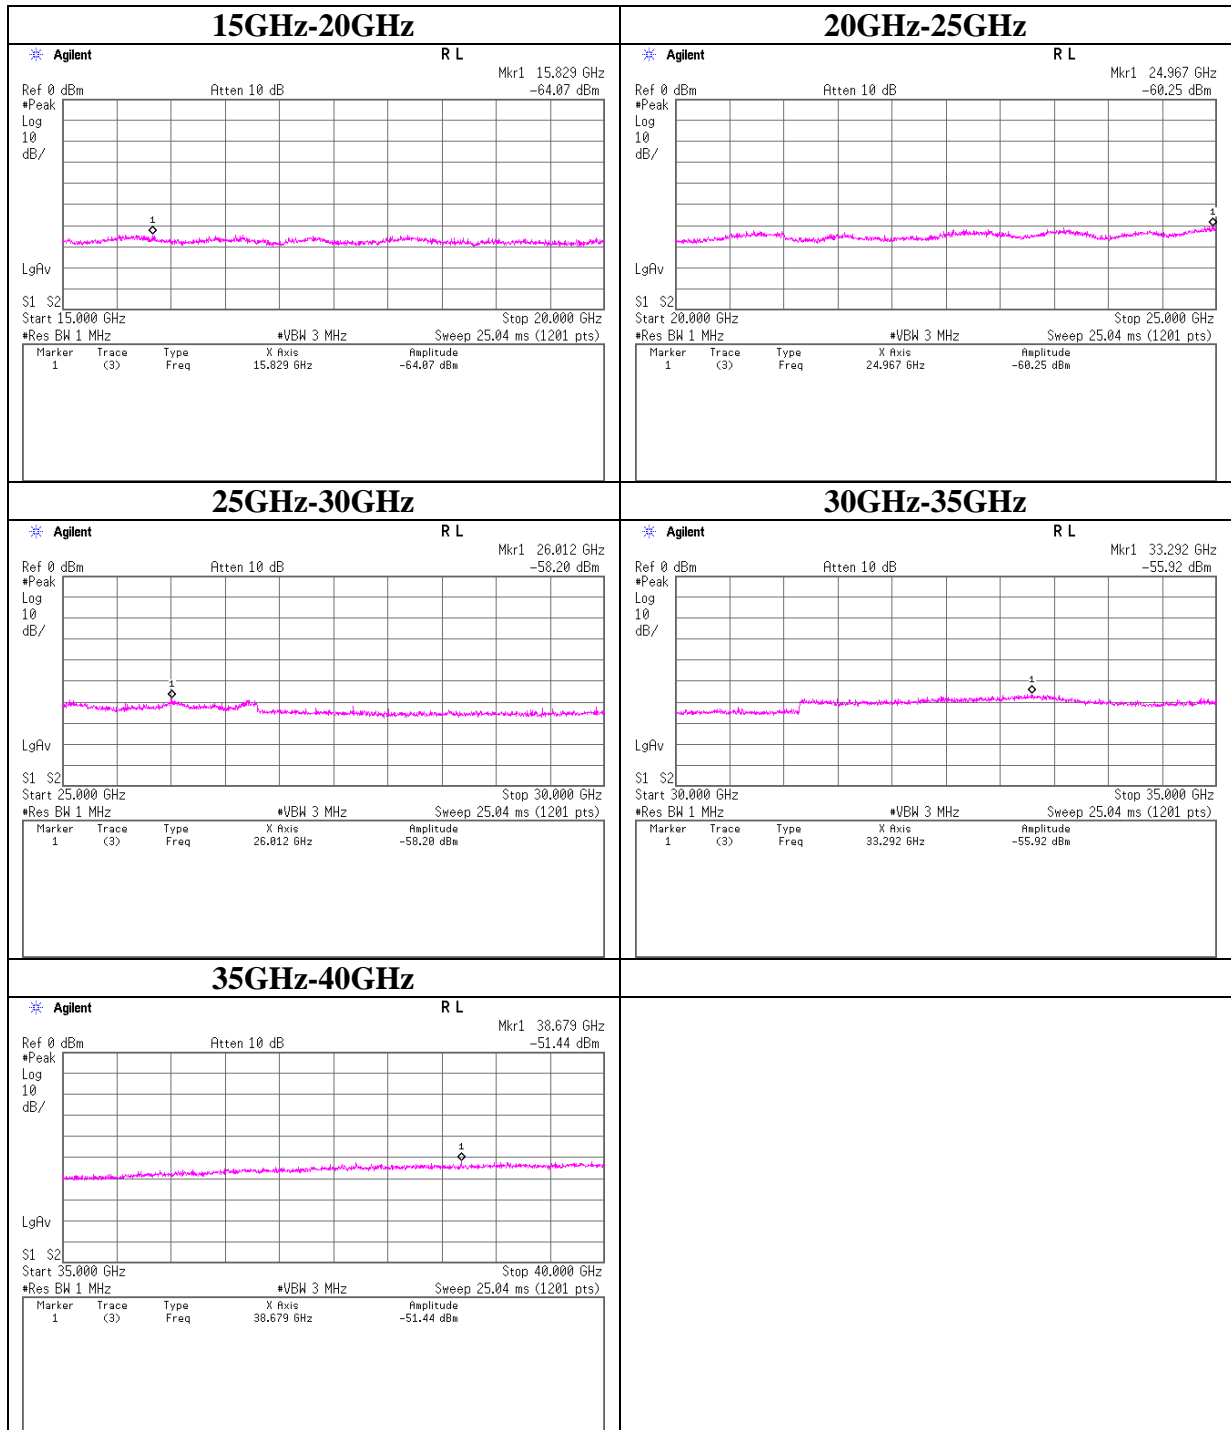 15GHz-20GHz
Agilent
R L
Mkr1 15.829 GHz
Ref 0 dBm Atten 10 dB -64.07 dBm
#Peak
Log
10
dB/
1
LgAv
S1 S2
Start 15.000 GHz Stop 20.000 GHz
#Res BW 1 MHz #VBW 3 MHz Sweep 25.04 ms (1201 pts)
Marker Trace Type X Axis Amplitude
1 (3) Freq 15.829 GHz -64.07 dBm
20GHz-25GHz
Agilent
R L
Mkr1 24.967 GHz
Ref 0 dBm Atten 10 dB -60.25 dBm
#Peak
Log
10
dB/
1
LgAv
S1 S2
Start 20.000 GHz Stop 25.000 GHz
#Res BW 1 MHz #VBW 3 MHz Sweep 25.04 ms (1201 pts)
Marker Trace Type X Axis Amplitude
1 (3) Freq 24.967 GHz -60.25 dBm
25GHz-30GHz
Agilent
R L
Mkr1 26.012 GHz
Ref 0 dBm Atten 10 dB -58.20 dBm
#Peak
Log
10
dB/
1
LgAv
S1 S2
Start 25.000 GHz Stop 30.000 GHz
#Res BW 1 MHz #VBW 3 MHz Sweep 25.04 ms (1201 pts)
Marker Trace Type X Axis Amplitude
1 (3) Freq 26.012 GHz -58.20 dBm
30GHz-35GHz
Agilent
R L
Mkr1 33.292 GHz
Ref 0 dBm Atten 10 dB -55.92 dBm
#Peak
Log
10
dB/
1
LgAv
S1 S2
Start 30.000 GHz Stop 35.000 GHz
#Res BW 1 MHz #VBW 3 MHz Sweep 25.04 ms (1201 pts)
Marker Trace Type X Axis Amplitude
1 (3) Freq 33.292 GHz -55.92 dBm
35GHz-40GHz
Agilent
R L
Mkr1 38.679 GHz
Ref 0 dBm Atten 10 dB -51.44 dBm
#Peak
Log
10
dB/
1
LgAv
S1 S2
Start 35.000 GHz Stop 40.000 GHz
#Res BW 1 MHz #VBW 3 MHz Sweep 25.04 ms (1201 pts)
Marker Trace Type X Axis Amplitude
1 (3) Freq 38.679 GHz -51.44 dBm